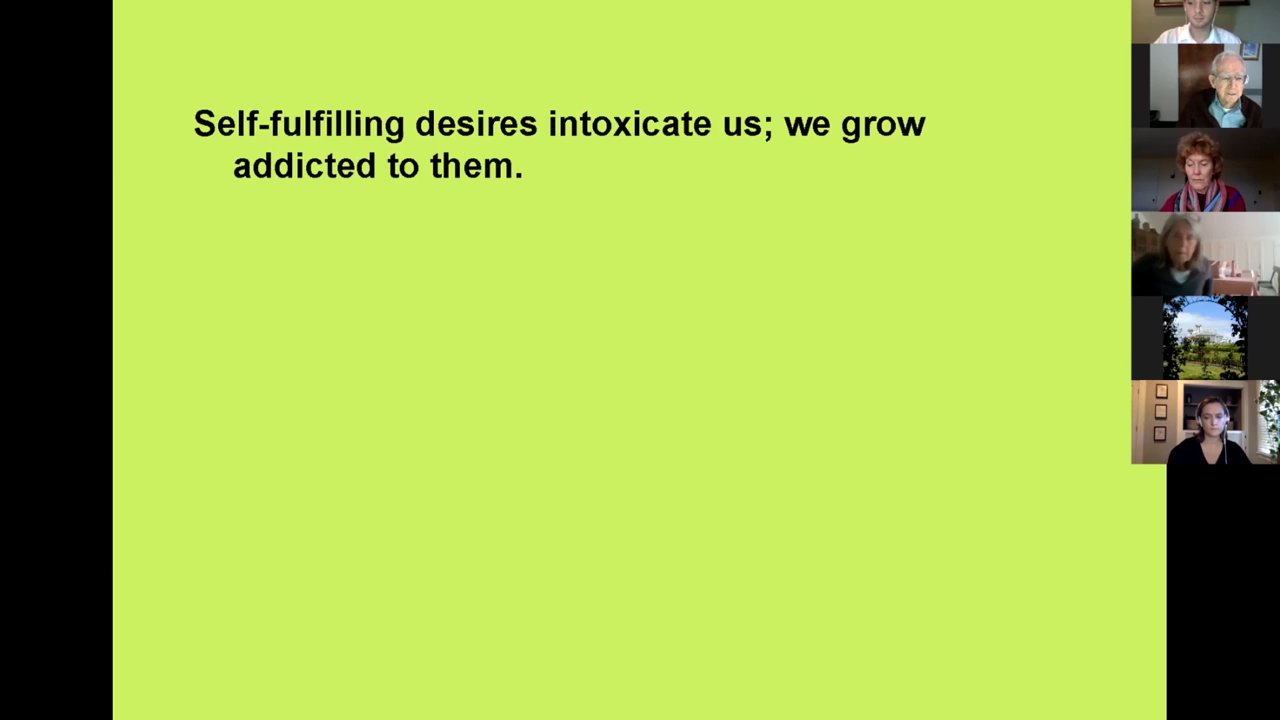 Self-fulfilling desires intoxicate us; we grow
addicted to them.